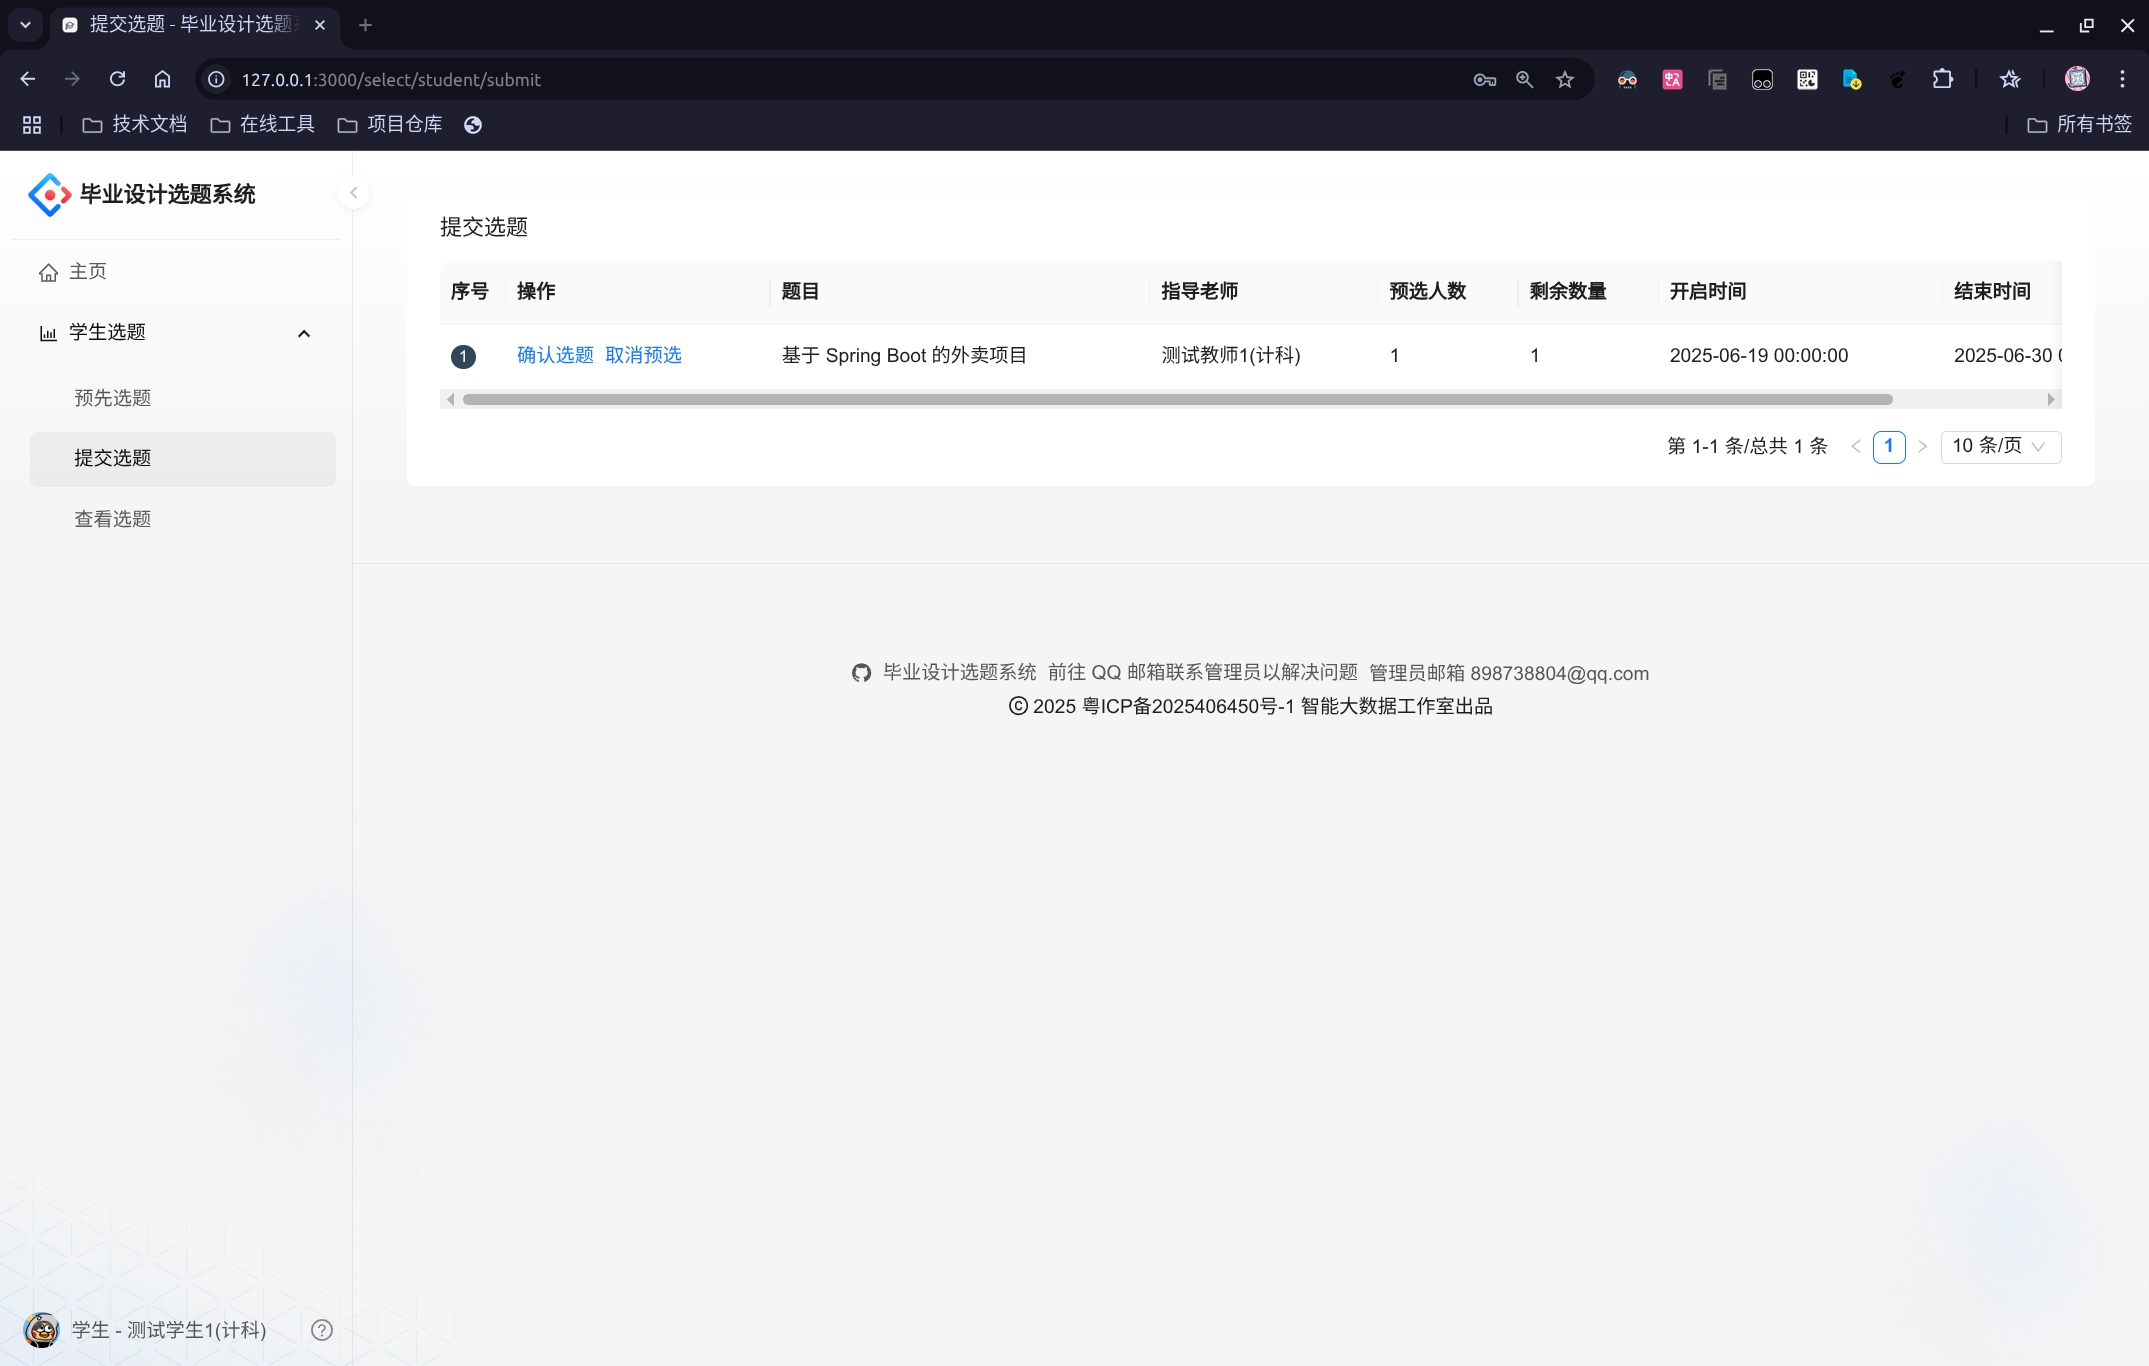 提交选题 - 毕业设计选题
127.0.0.1:3000/select/student/submit
技术文档 在线工具 项目仓库 所有书签
毕业设计选题系统
主页
学生选题
预先选题
提交选题
查看选题
提交选题
序号 操作 题目 指导老师 预选人数 剩余数量 开启时间 结束时间
1 确认选题 取消预选 基于 Spring Boot 的外卖项目 测试教师1(计科) 1 1 2025-06-19 00:00:00 2025-06-30
第 1-1 条/总共 1 条 1 10 条/页
毕业设计选题系统 前往 QQ 邮箱联系管理员以解决问题 管理员邮箱 898738804@qq.com
© 2025 粤ICP备2025406450号-1 智能大数据工作室出品
学生 - 测试学生1(计科)